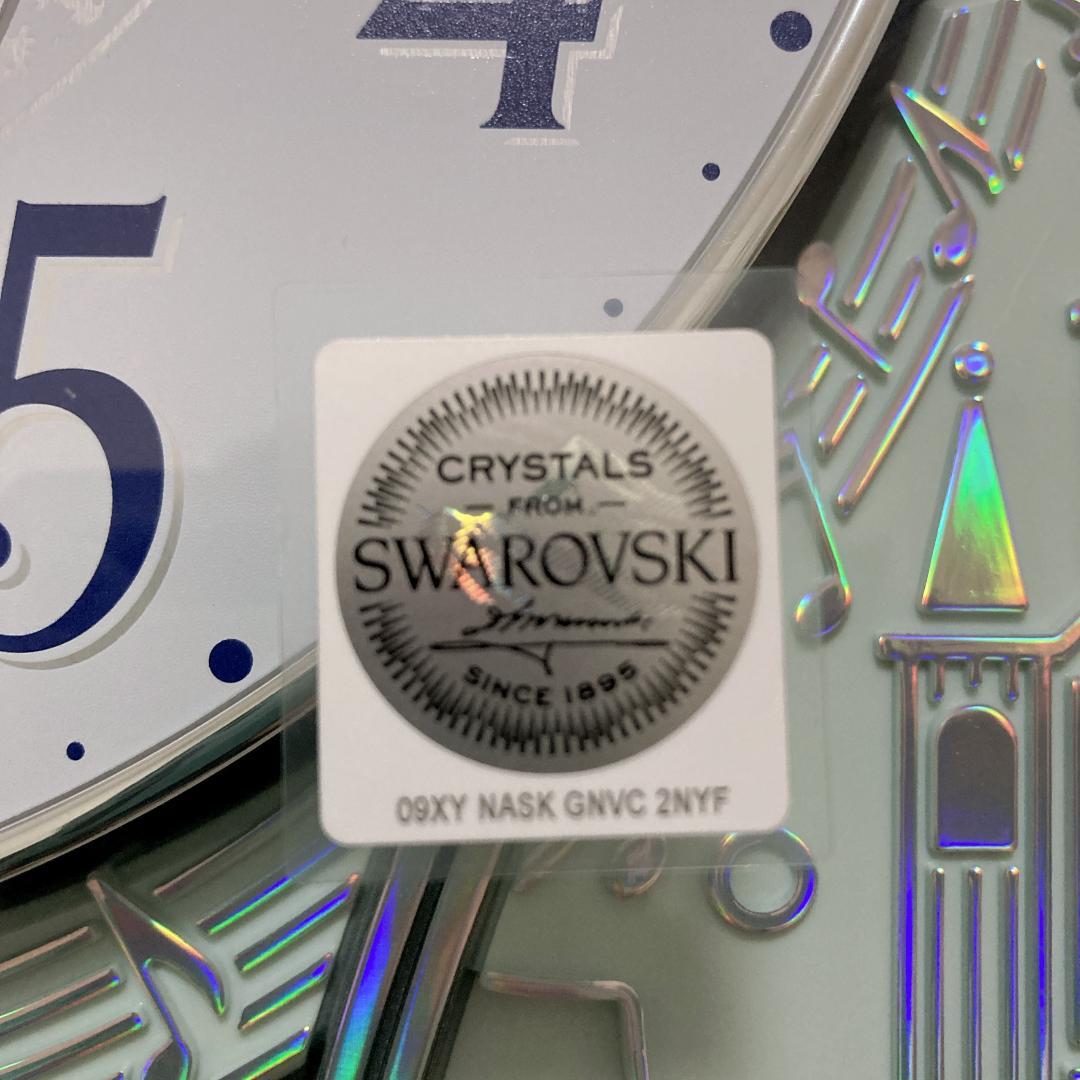 4
5
CRYSTALS
FROM
SWAROVSKI
SINCE 1895
09XY NASK GNVC 2NYF